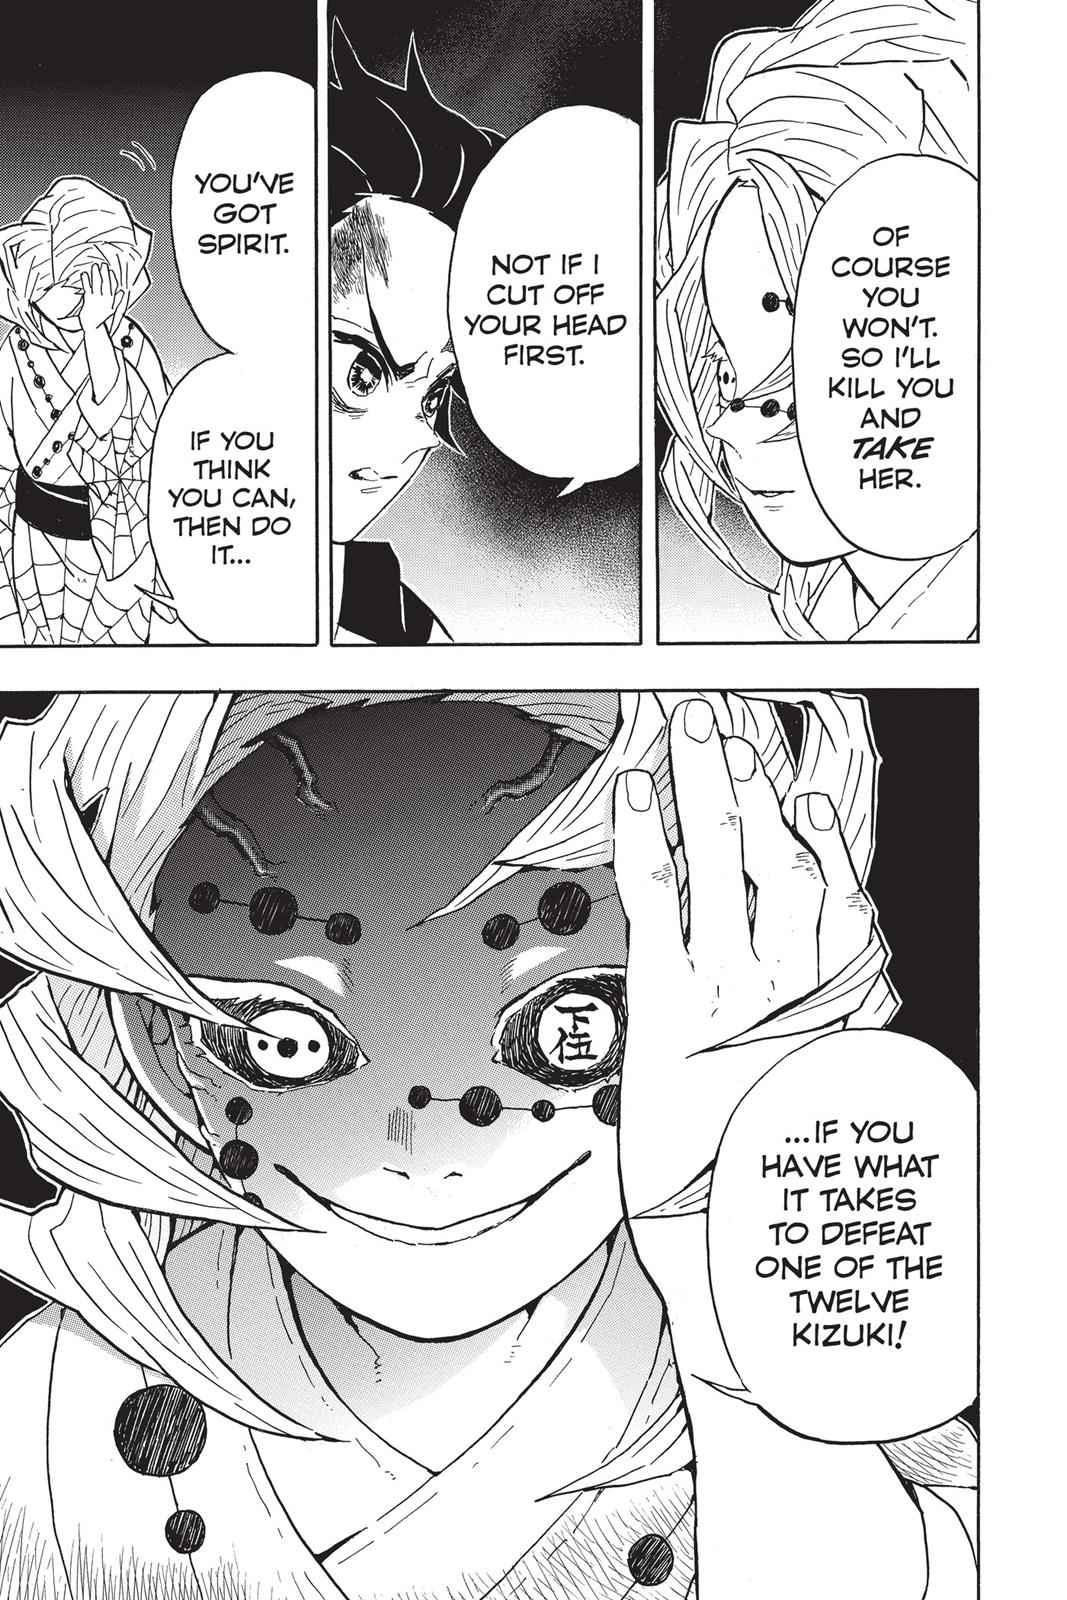 OF
COURSE
YOU
WON'T.
SO I'LL
KILL YOU
AND
TAKE
HER.
NOT IF I
CUT OFF
YOUR HEAD
FIRST.
YOU'VE
GOT
SPIRIT.
IF YOU
THINK
YOU CAN,
THEN DO
IT...
下
伍
...IF YOU
HAVE WHAT
IT TAKES
TO DEFEAT
ONE OF THE
TWELVE
KIZUKI!